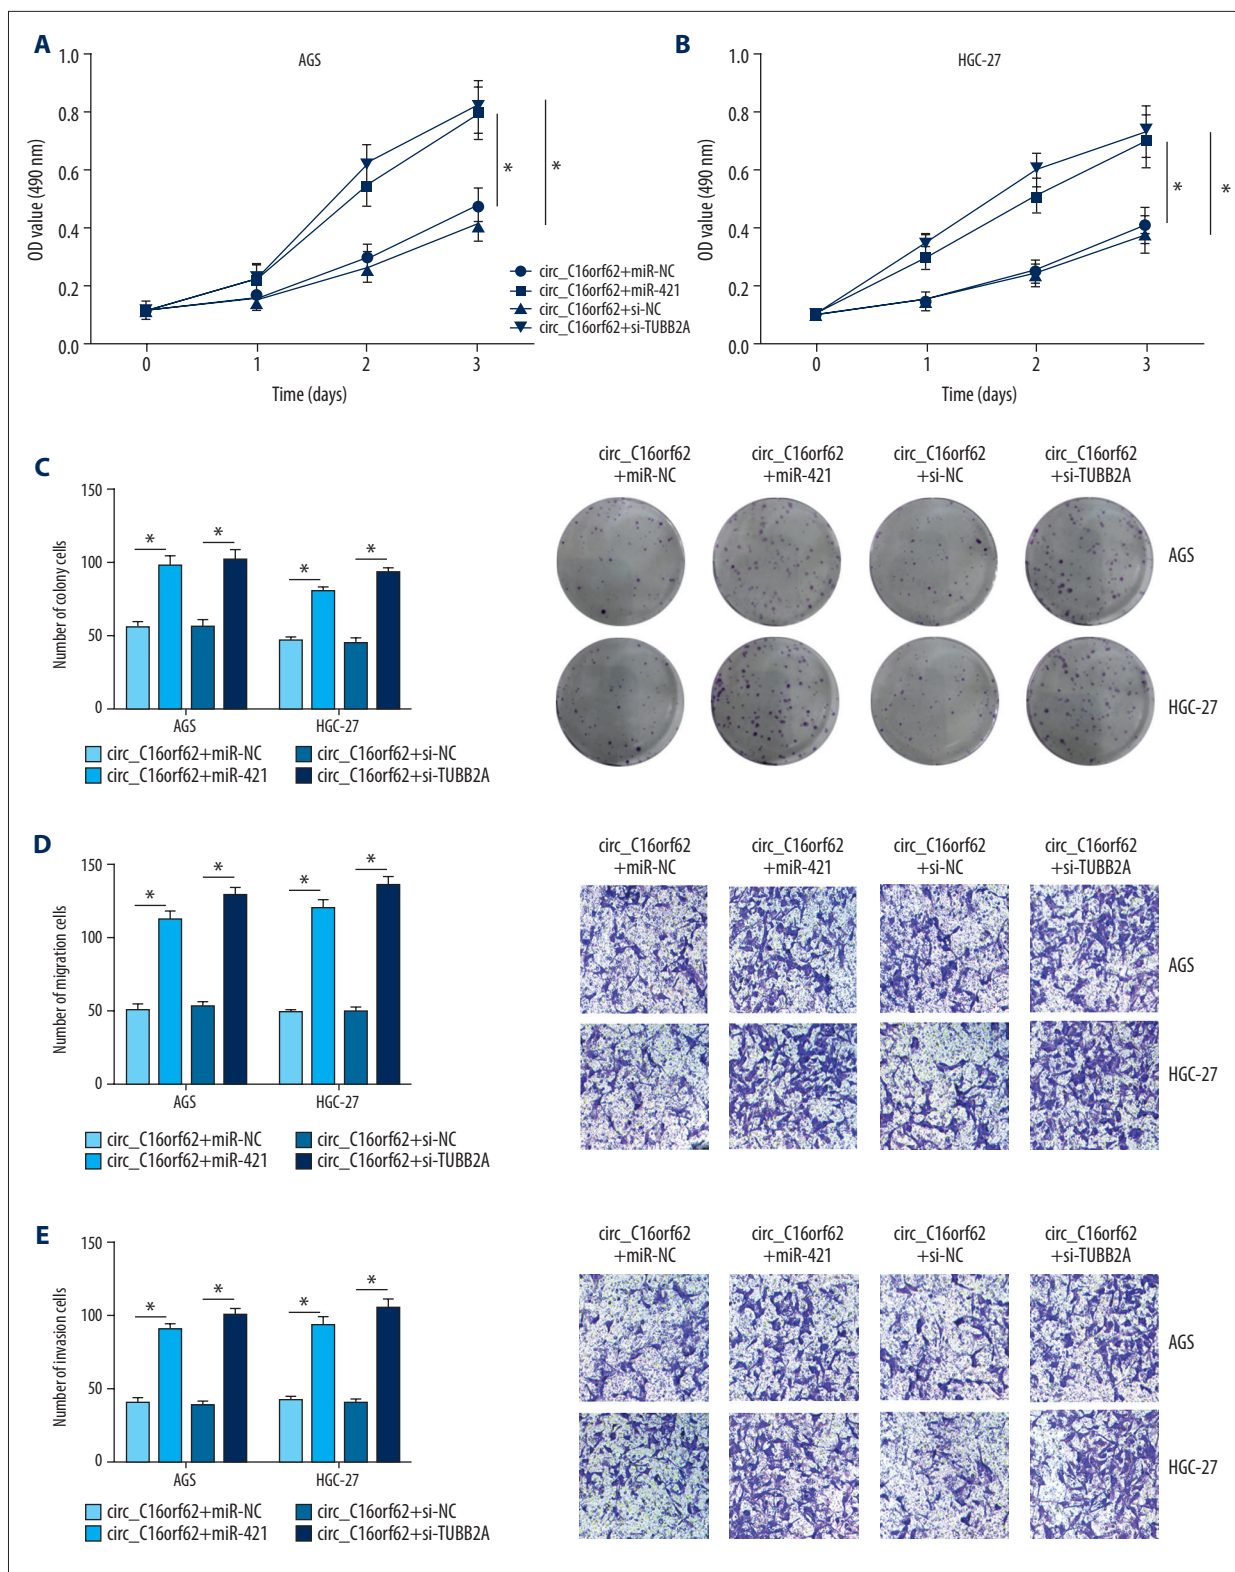 A
AGS
OD value (490 nm)
1.0
0.8
0.6
0.4
0.2
0.0
*
*
0 1 2 3
Time (days)
circ_C16orf62+miR-NC
circ_C16orf62+miR-421
circ_C16orf62+si-NC
circ_C16orf62+si-TUBB2A
B
HGC-27
OD value (490 nm)
1.0
0.8
0.6
0.4
0.2
0.0
*
*
0 1 2 3
Time (days)
C
Number of colony cells
150
100
50
0
* * * *
AGS HGC-27
circ_C16orf62+miR-NC circ_C16orf62+si-NC
circ_C16orf62+miR-421 circ_C16orf62+si-TUBB2A
circ_C16orf62 circ_C16orf62 circ_C16orf62 circ_C16orf62
+miR-NC +miR-421 +si-NC +si-TUBB2A
AGS
HGC-27
D
Number of migration cells
150
100
50
0
* * * *
AGS HGC-27
circ_C16orf62+miR-NC circ_C16orf62+si-NC
circ_C16orf62+miR-421 circ_C16orf62+si-TUBB2A
circ_C16orf62 circ_C16orf62 circ_C16orf62 circ_C16orf62
+miR-NC +miR-421 +si-NC +si-TUBB2A
AGS
HGC-27
E
Number of invasion cells
150
100
50
0
* * * *
AGS HGC-27
circ_C16orf62+miR-NC circ_C16orf62+si-NC
circ_C16orf62+miR-421 circ_C16orf62+si-TUBB2A
circ_C16orf62 circ_C16orf62 circ_C16orf62 circ_C16orf62
+miR-NC +miR-421 +si-NC +si-TUBB2A
AGS
HGC-27